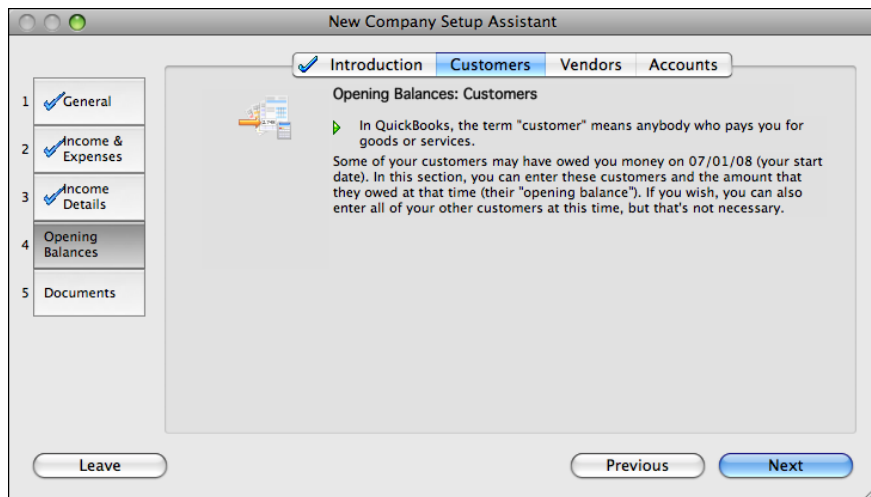 New Company Setup Assistant
Introduction Customers Vendors Accounts
1 General
2 Income &
Expenses
3 Income
Details
4 Opening
Balances
5 Documents
Opening Balances: Customers
In QuickBooks, the term "customer" means anybody who pays you for
goods or services.
Some of your customers may have owed you money on 07/01/08 (your start
date). In this section, you can enter these customers and the amount that
they owed at that time (their "opening balance"). If you wish, you can also
enter all of your other customers at this time, but that's not necessary.
Leave Previous Next